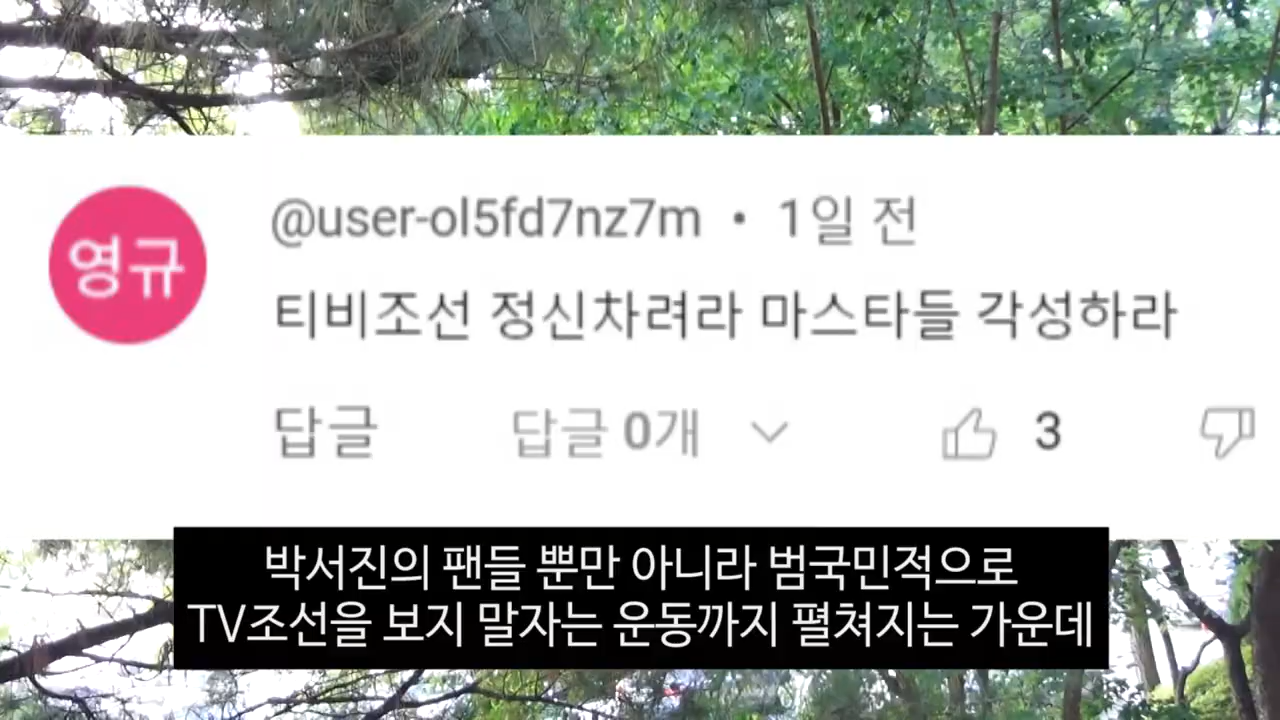 영규
@user-ol5fd7nz7m • 1일 전
티비조선 정신차려라 마스타들 각성하라
답글 답글 0개 3
박서진의 팬들 뿐만 아니라 범국민적으로
TV조선을 보지 말자는 운동까지 펼쳐지는 가운데